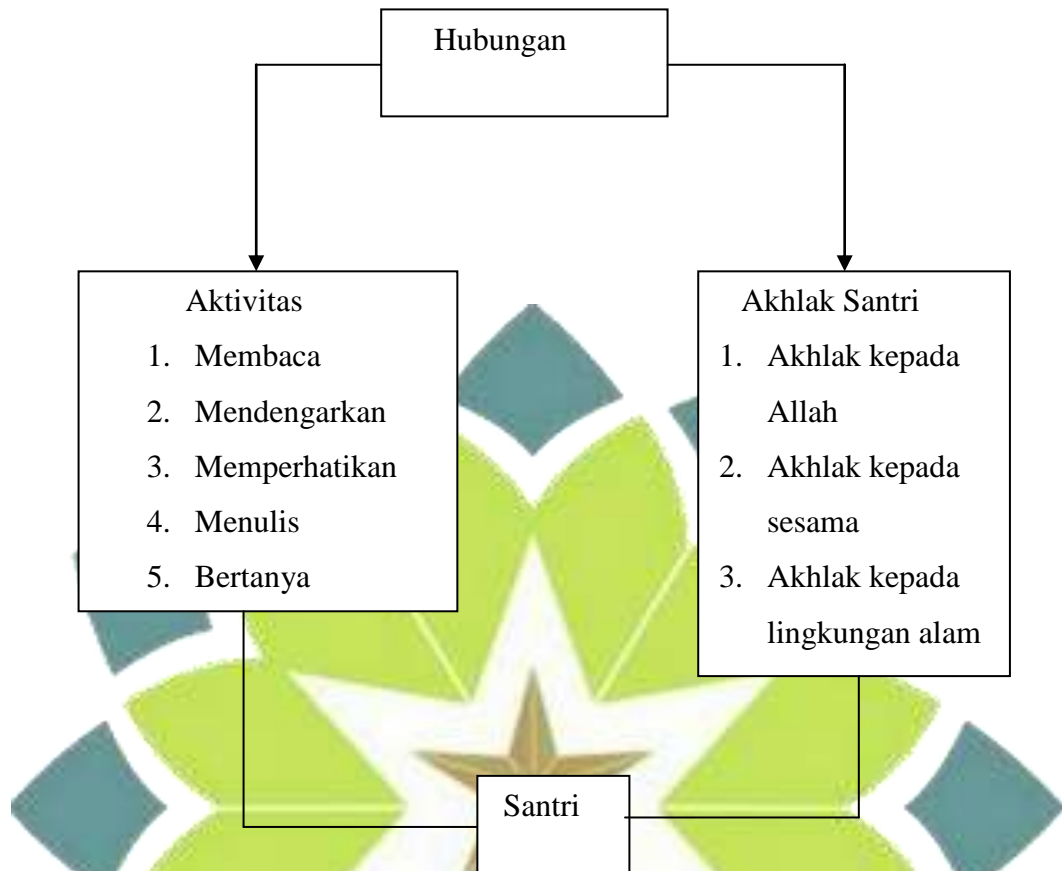 Hubungan
Aktivitas
1. Membaca
2. Mendengarkan
3. Memperhatikan
4. Menulis
5. Bertanya
Akhlak Santri
1. Akhlak kepada
Allah
2. Akhlak kepada
sesama
3. Akhlak kepada
lingkungan alam
Santri